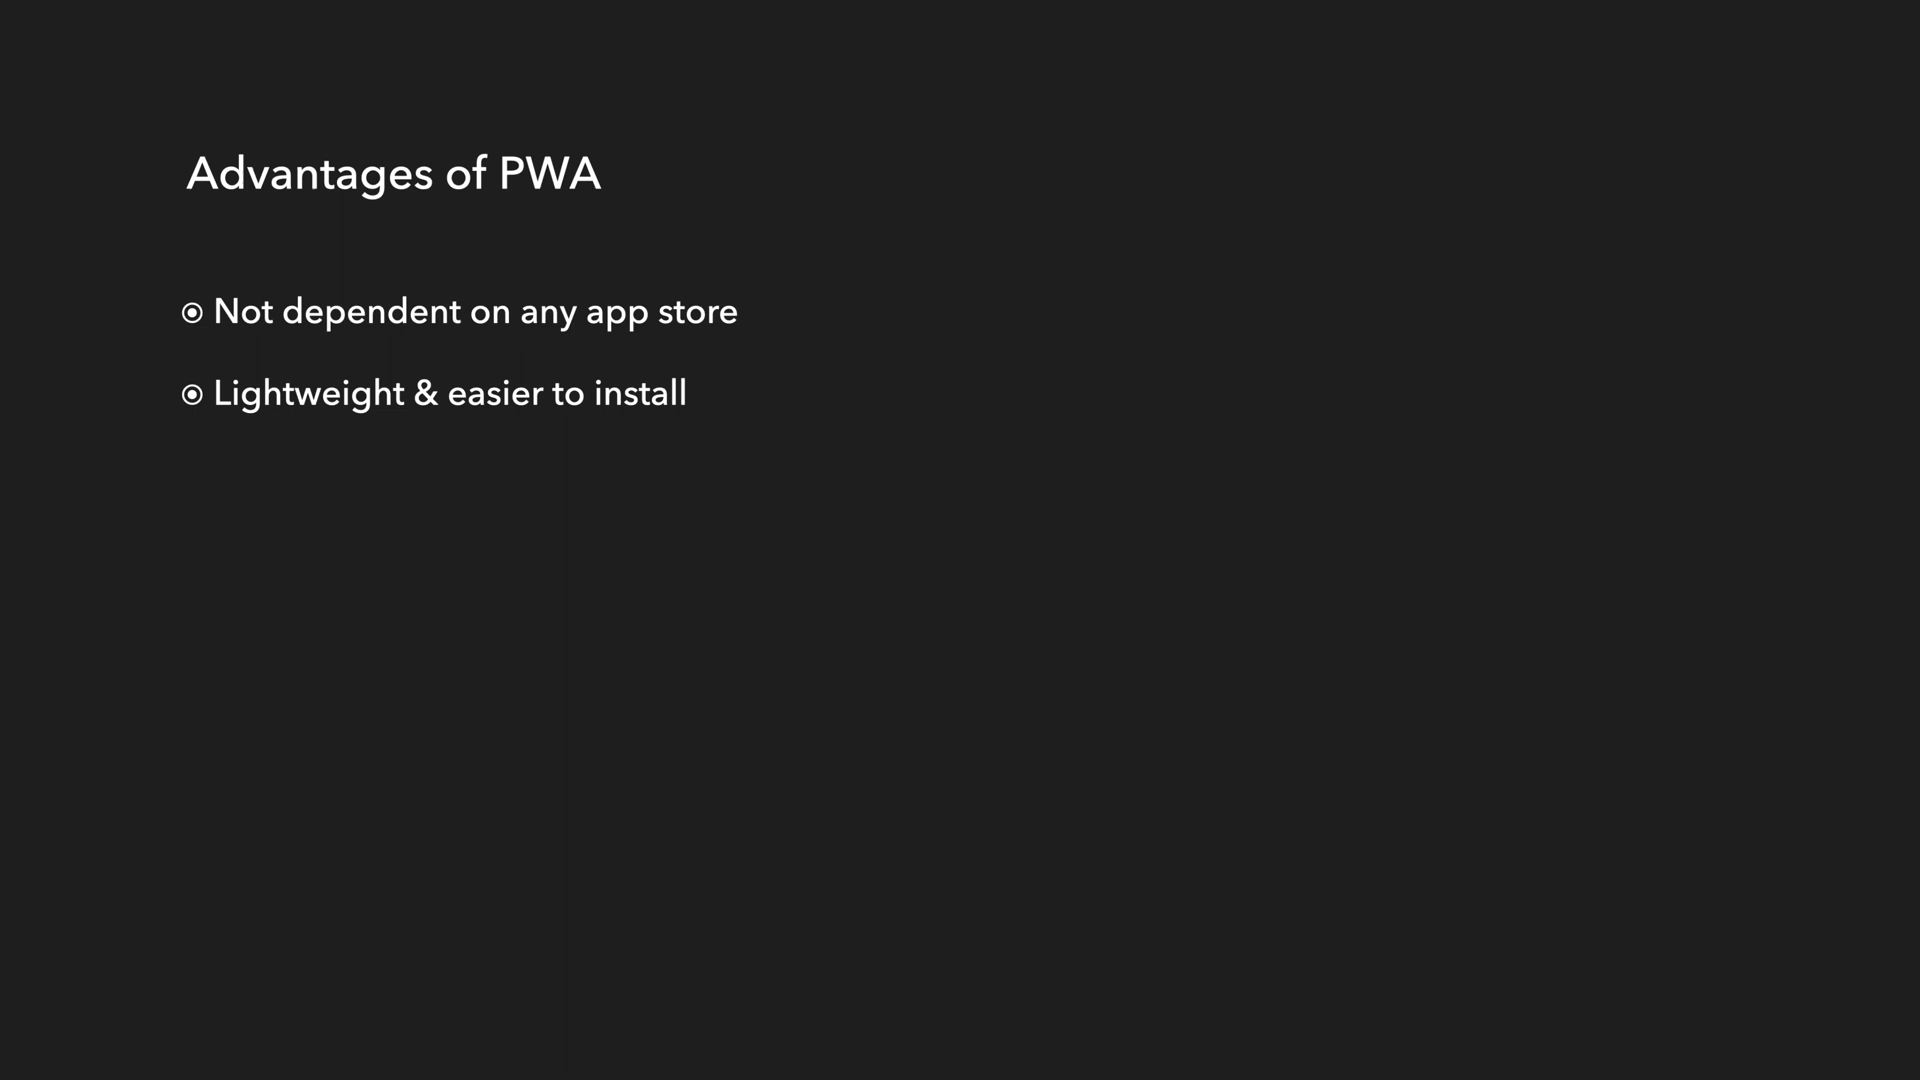 Advantages of PWA
◉ Not dependent on any app store
◉ Lightweight & easier to install